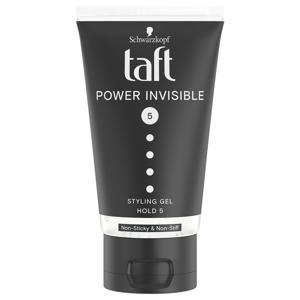 Schwarzkopf
taft
POWER INVISIBLE
5
STYLING GEL
HOLD 5
Non-Sticky & Non-Stiff